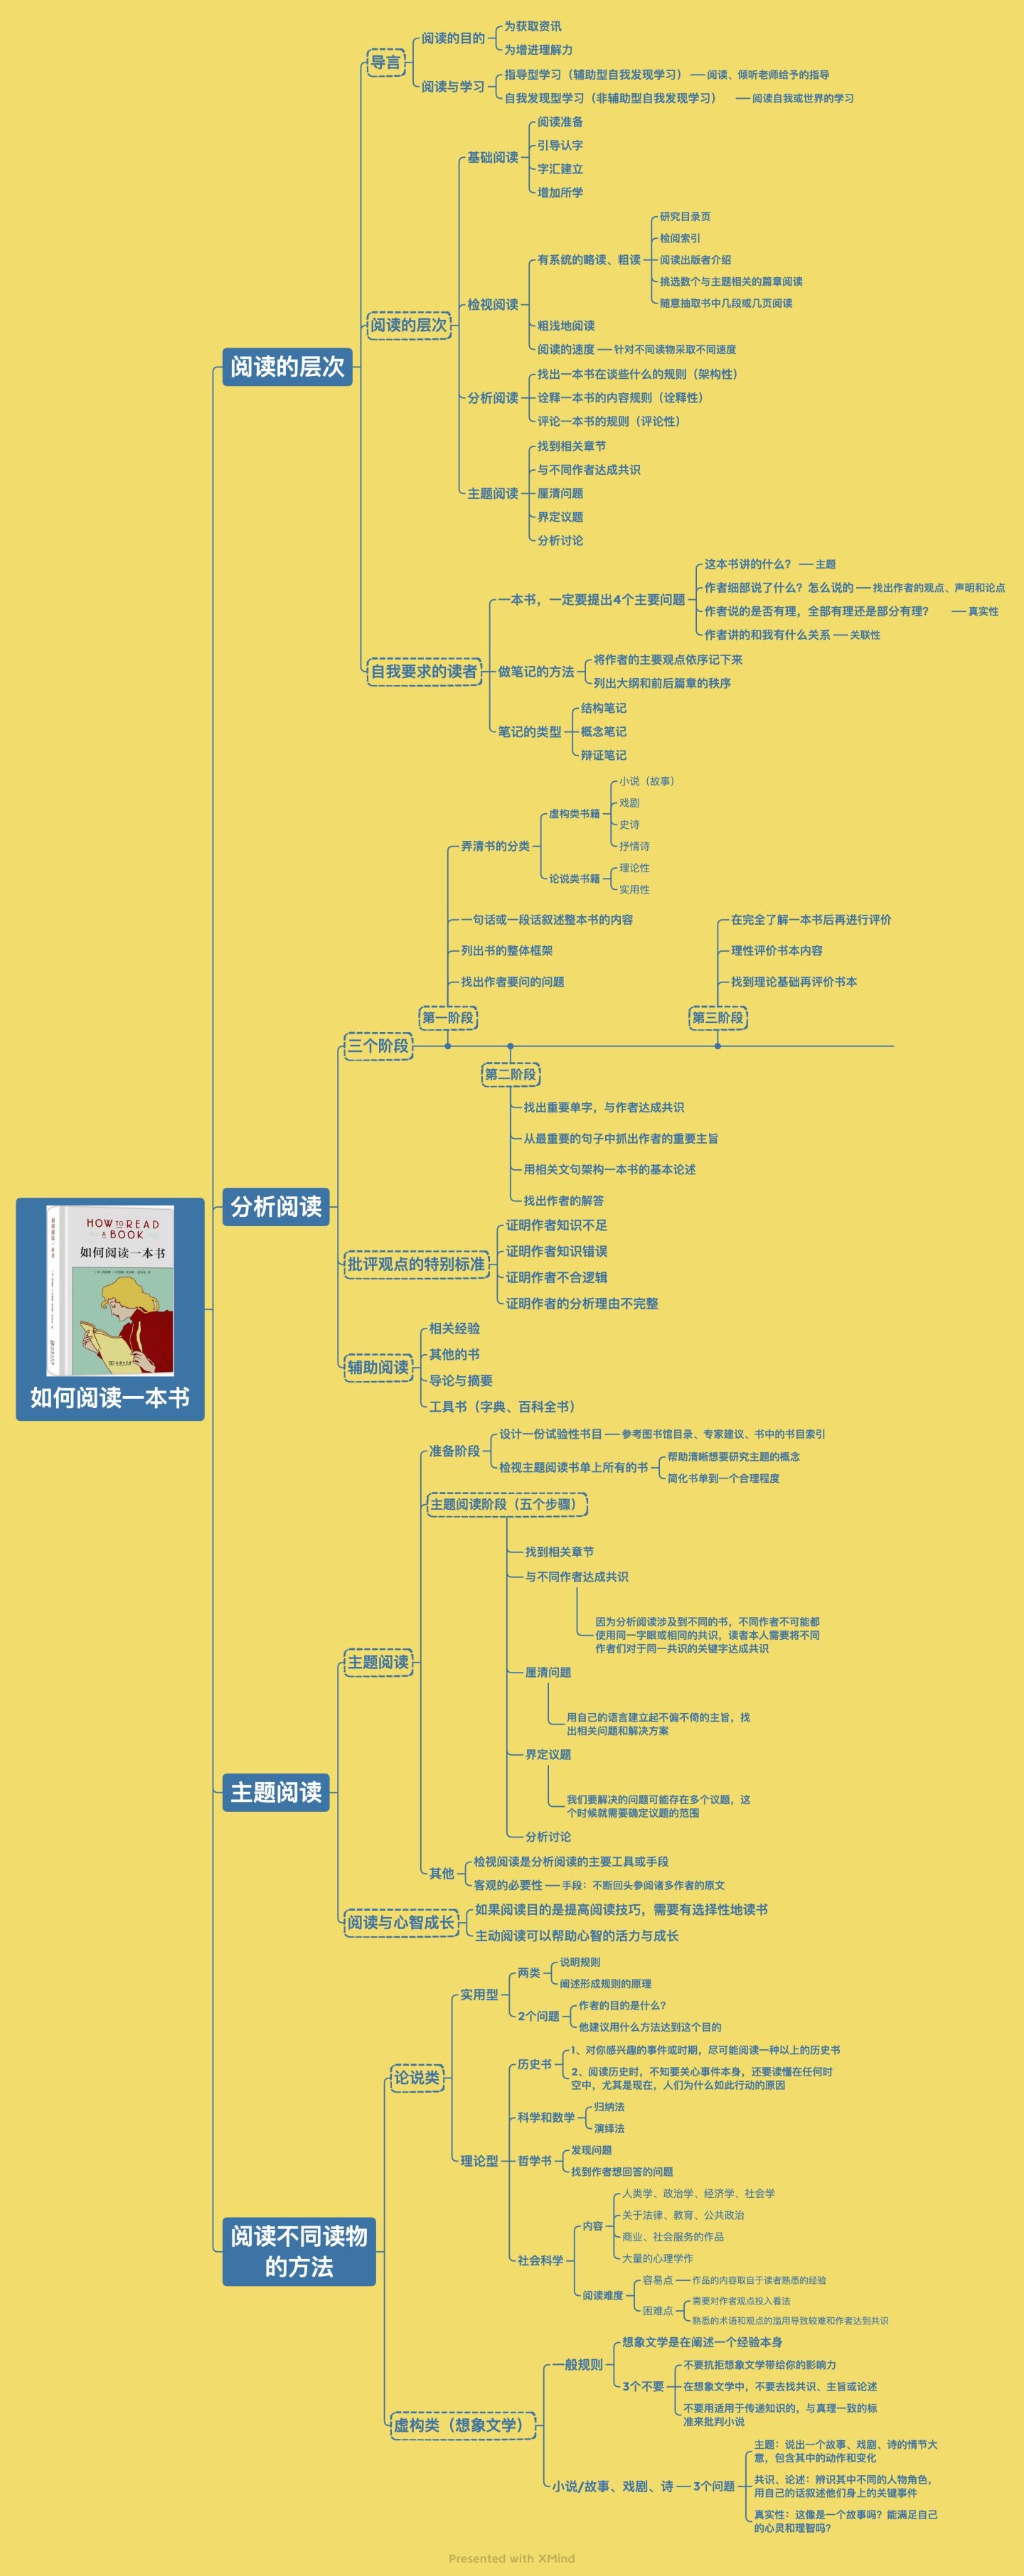 导言
阅读的目的
为获取资讯
为增进理解力
阅读与学习
指导型学习（辅助型自我发现学习）
阅读、倾听老师给予的指导
自我发现型学习（非辅助型自我发现学习）
阅读自我或世界的学习
阅读的层次
阅读的层次
基础阅读
阅读准备
引导认字
字汇建立
增加所学
检视阅读
有系统的略读、粗读
研究目录页
检阅索引
阅读出版者介绍
挑选数个与主题相关的篇章阅读
随意抽取书中几段或几页阅读
粗浅地阅读
阅读的速度
针对不同读物采取不同速度
分析阅读
找出一本书在谈些什么的规则（架构性）
诠释一本书的内容规则（诠释性）
评论一本书的规则（评论性）
主题阅读
找到相关章节
与不同作者达成共识
厘清问题
界定议题
分析讨论
自我要求的读者
一本书，一定要提出4个主要问题
这本书讲的什么？
主题
作者细部说了什么？怎么说的
找出作者的观点、声明和论点
作者说的是否有理，全部有理还是部分有理？
真实性
作者讲的和我有什么关系
关联性
做笔记的方法
将作者的主要观点依序记下来
列出大纲和前后篇章的秩序
笔记的类型
结构笔记
概念笔记
辩证笔记
分析阅读
三个阶段
第一阶段
弄清书的分类
虚构类书籍
小说（故事）
戏剧
史诗
抒情诗
论说类书籍
理论性
实用性
一句话或一段话叙述整本书的内容
列出书的整体框架
找出作者要问的问题
第三阶段
在完全了解一本书后再进行评价
理性评价书本内容
找到理论基础再评价书本
第二阶段
找出重要单字，与作者达成共识
从最重要的句子中抓出作者的重要主旨
用相关文句架构一本书的基本论述
找出作者的解答
批评观点的特别标准
证明作者知识不足
证明作者知识错误
证明作者不合逻辑
证明作者的分析理由不完整
辅助阅读
相关经验
其他的书
导论与摘要
工具书（字典、百科全书）
HOW TO READ
A BOOK
如何阅读一本书
如何阅读一本书
主题阅读
主题阅读
准备阶段
设计一份试验性书目
参考图书馆目录、专家建议、书中的书目索引
检视主题阅读书单上所有的书
帮助清晰想要研究主题的概念
简化书单到一个合理程度
主题阅读阶段（五个步骤）
找到相关章节
与不同作者达成共识
因为分析阅读涉及到不同的书，不同作者不可能都
使用同一字眼或相同的共识，读者本人需要将不同
作者们对于同一共识的关键字达成共识
厘清问题
用自己的语言建立起不偏不倚的主旨，找
出相关问题和解决方案
界定议题
我们要解决的问题可能存在多个议题，这
个时候就需要确定议题的范围
分析讨论
其他
检视阅读是分析阅读的主要工具或手段
客观的必要性
手段：不断回头参阅诸多作者的原文
阅读与心智成长
如果阅读目的是提高阅读技巧，需要有选择性地读书
主动阅读可以帮助心智的活力与成长
阅读不同读物
的方法
论说类
实用型
两类
说明规则
阐述形成规则的原理
2个问题
作者的目的是什么？
他建议用什么方法达到这个目的
理论型
历史书
1、对你感兴趣的事件或时期，尽可能阅读一种以上的历史书
2、阅读历史时，不知要关心事件本身，还要读懂在任何时
空中，尤其是现在，人们为什么如此行动的原因
科学和数学
归纳法
演绎法
哲学书
发现问题
找到作者想回答的问题
社会科学
内容
人类学、政治学、经济学、社会学
关于法律、教育、公共政治
商业、社会服务的作品
大量的心理学作
阅读难度
容易点
作品的内容取自于读者熟悉的经验
困难点
需要对作者观点投入看法
熟悉的术语和观点的滥用导致较难和作者达到共识
虚构类（想象文学）
一般规则
想象文学是在阐述一个经验本身
3个不要
不要抗拒想象文学带给你的影响力
在想象文学中，不要去找共识、主旨或论述
不要用适用于传递知识的，与真理一致的标
准来批判小说
小说/故事、戏剧、诗
3个问题
主题：说出一个故事、戏剧、诗的情节大
意，包含其中的动作和变化
共识、论述：辨识其中不同的人物角色，
用自己的话叙述他们身上的关键事件
真实性：这像是一个故事吗？能满足自己
的心灵和理智吗？
Presented with XMind